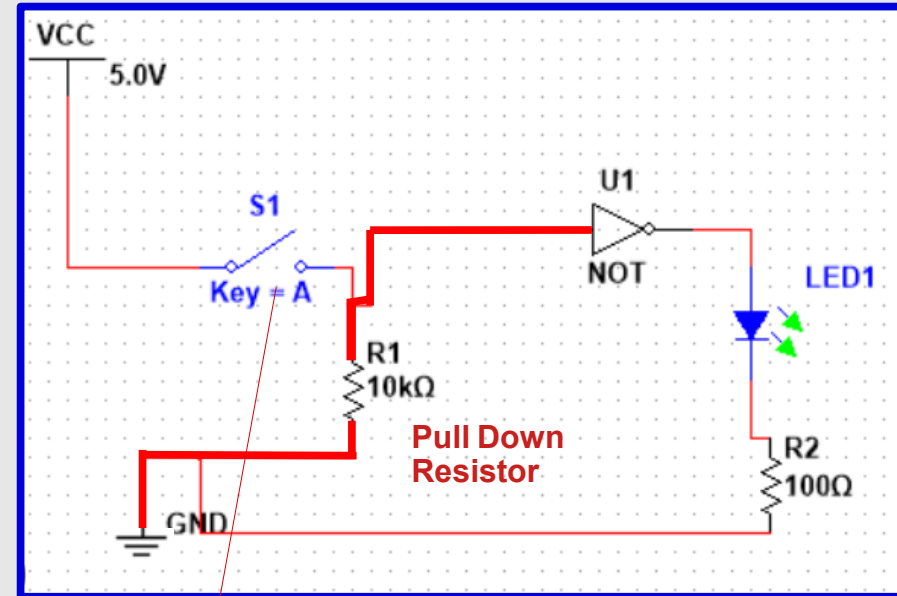 VCC
5.0V
S1
Key = A
U1
NOT
LED1
R1
10kΩ
Pull Down
Resistor
R2
100Ω
GND